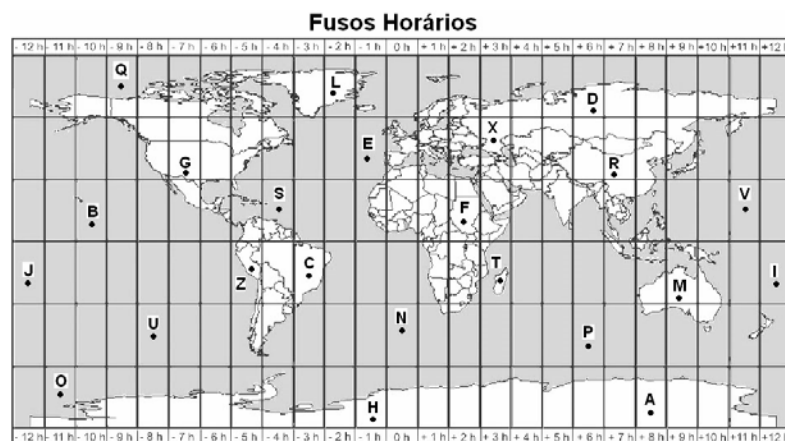 Fusos Horários
- 12 h - 11 h - 10 h - 9 h - 8 h - 7 h - 6 h - 5 h - 4 h - 3 h - 2 h - 1 h 0 h + 1 h + 2 h + 3 h + 4 h + 5 h + 6 h + 7 h + 8 h + 9 h +10 h +11 h +12 h
Q
L
D
X
E
G
R
S
V
B
F
J
Z
C
T
M
I
U
N
P
O
H
A
- 12 h - 11 h - 10 h - 9 h - 8 h - 7 h - 6 h - 5 h - 4 h - 3 h - 2 h - 1 h 0 h + 1 h + 2 h + 3 h + 4 h + 5 h + 6 h + 7 h + 8 h + 9 h +10 h +11 h +12 h